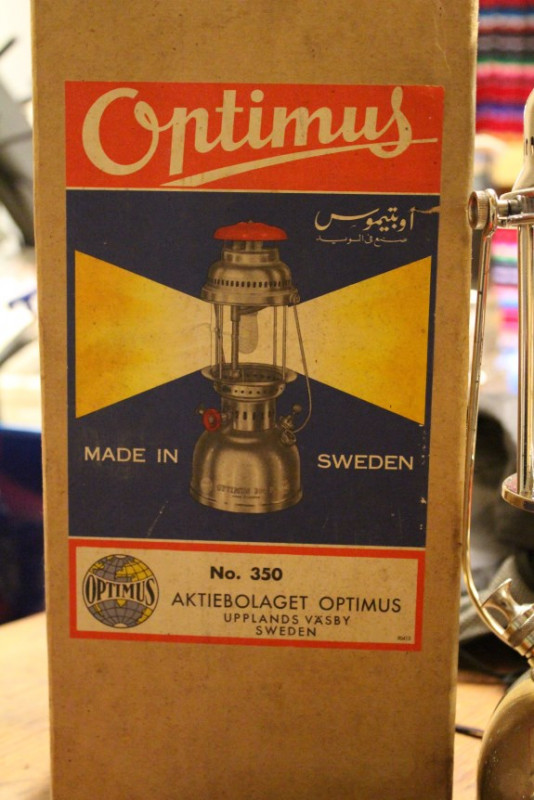 Optimus
أوبتيموس
صنع في السويد
MADE IN SWEDEN
OPTIMUS
No. 350
AKTIEBOLAGET OPTIMUS
UPPLANDS VÄSBY
SWEDEN